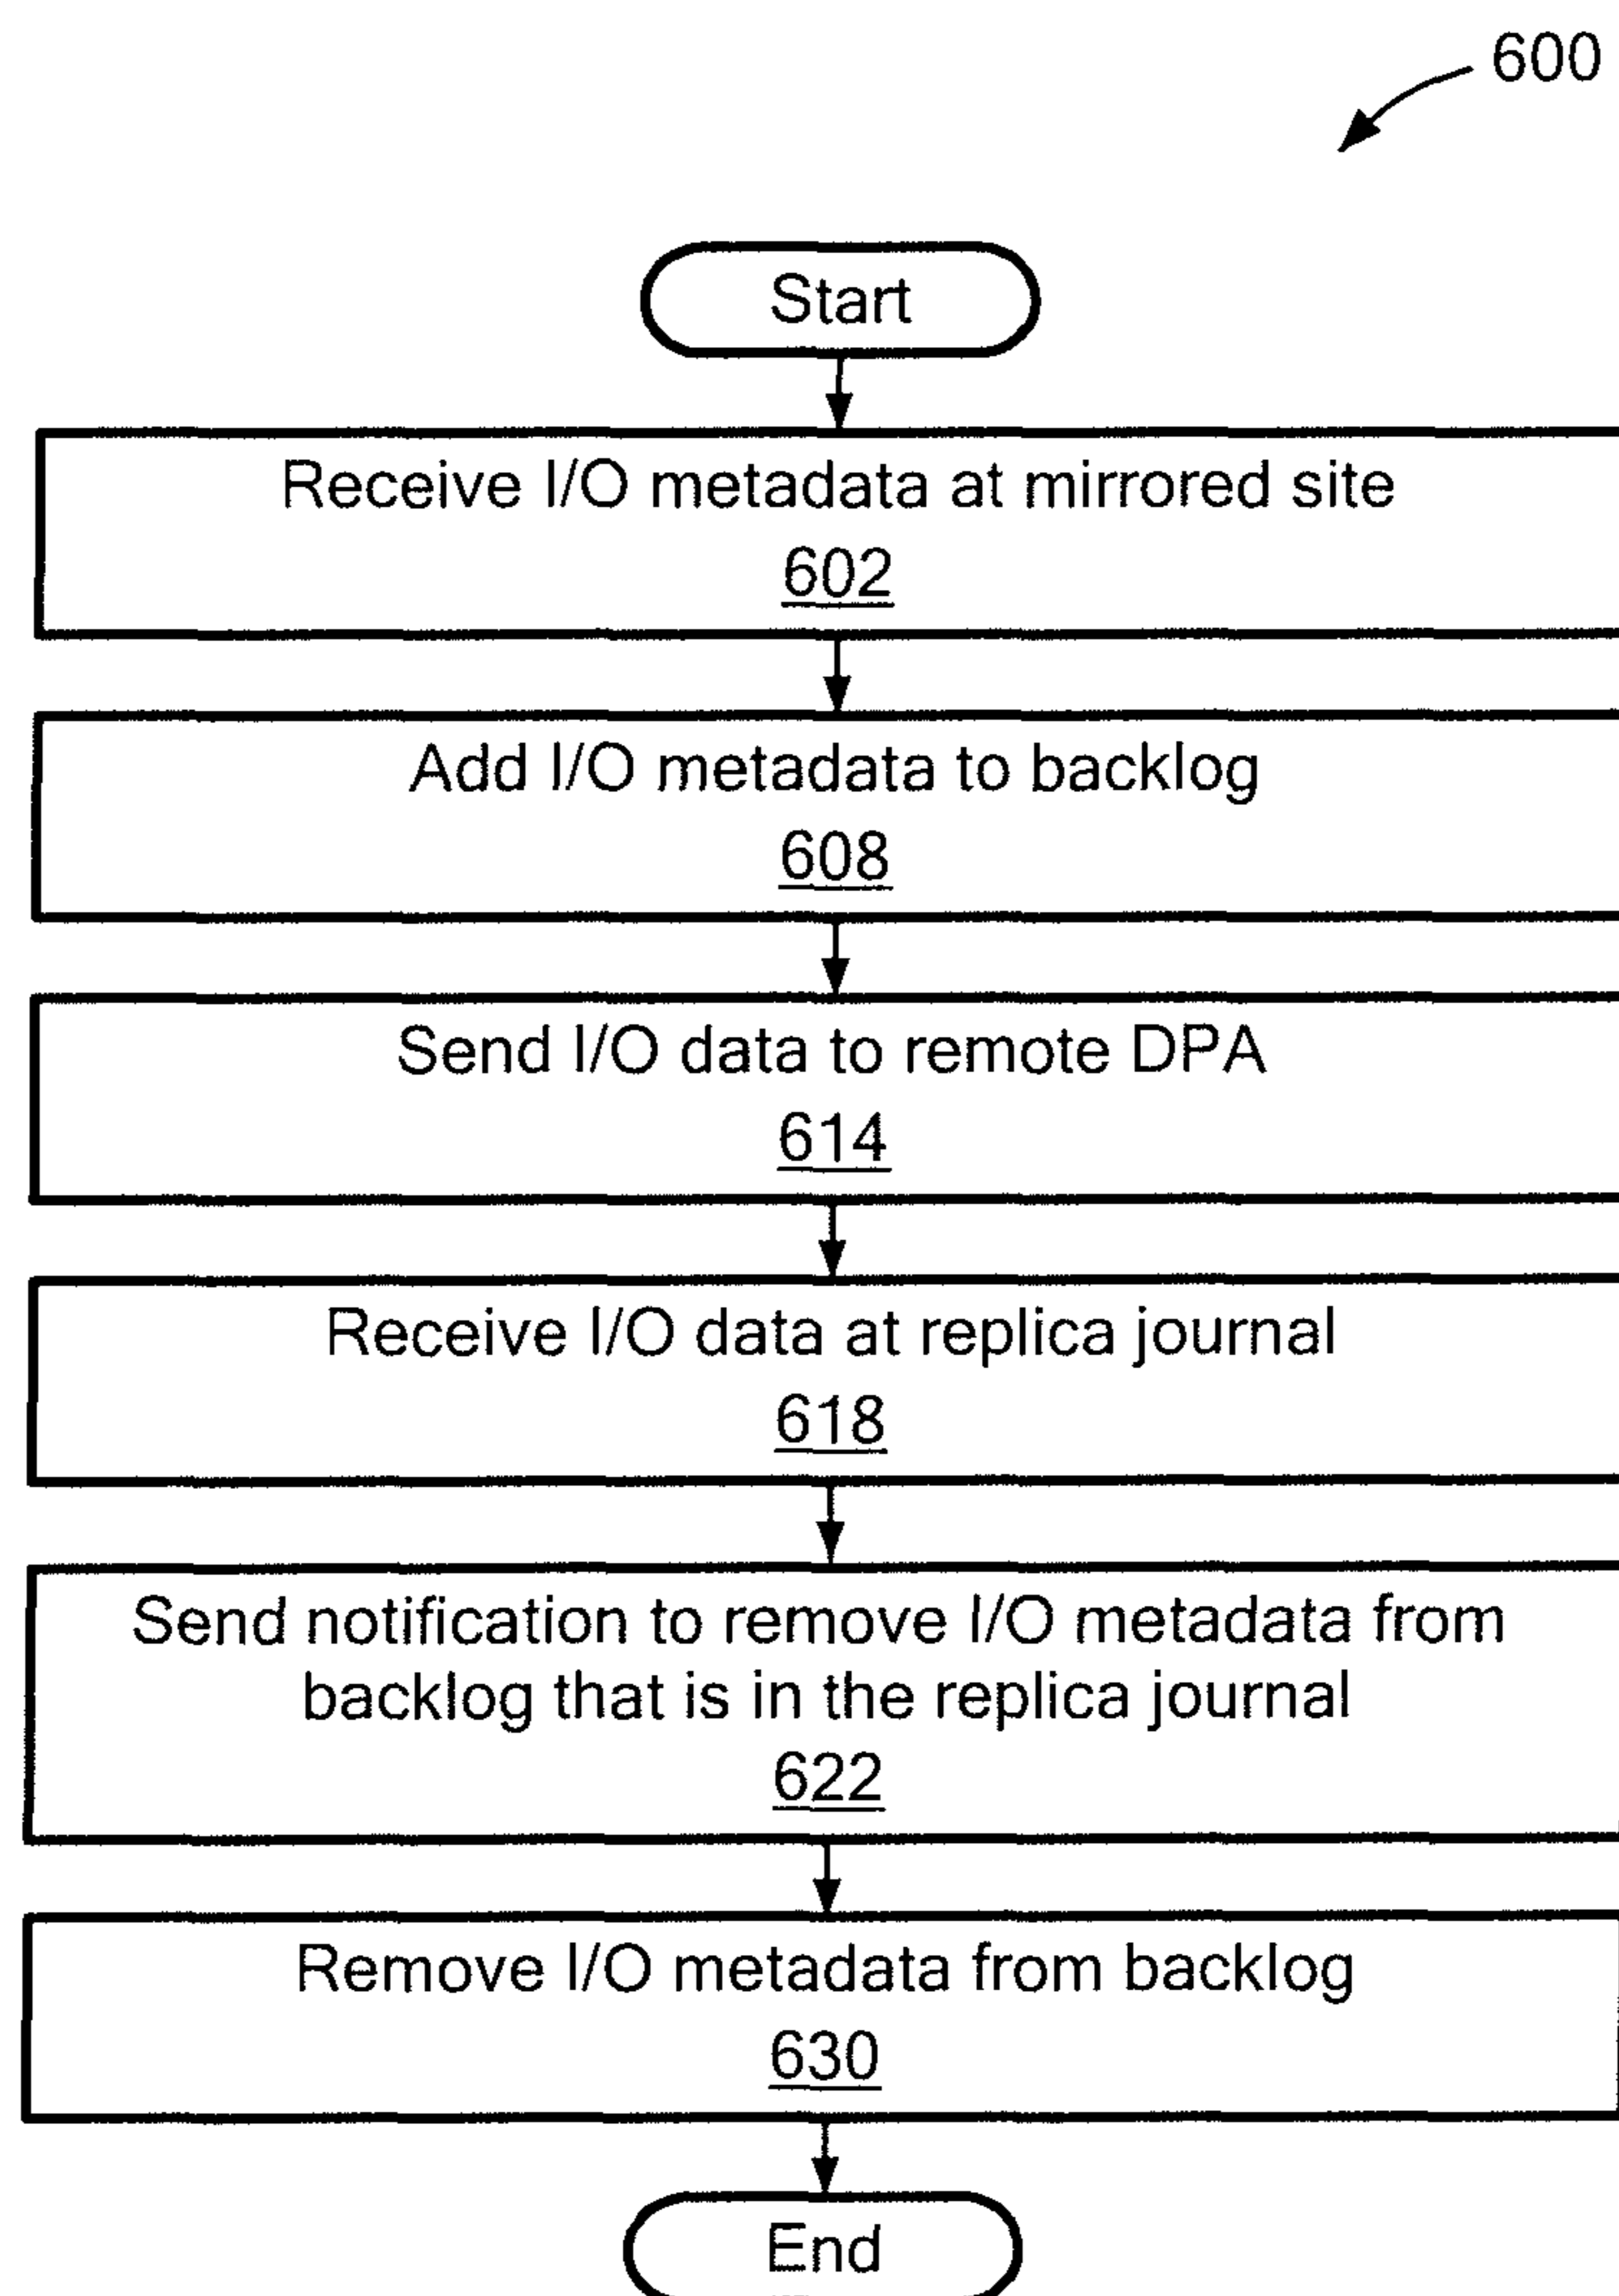 600
Start
Receive I/O metadata at mirrored site
602
Add I/O metadata to backlog
608
Send I/O data to remote DPA
614
Receive I/O data at replica journal
618
Send notification to remove I/O metadata from
backlog that is in the replica journal
622
Remove I/O metadata from backlog
630
End